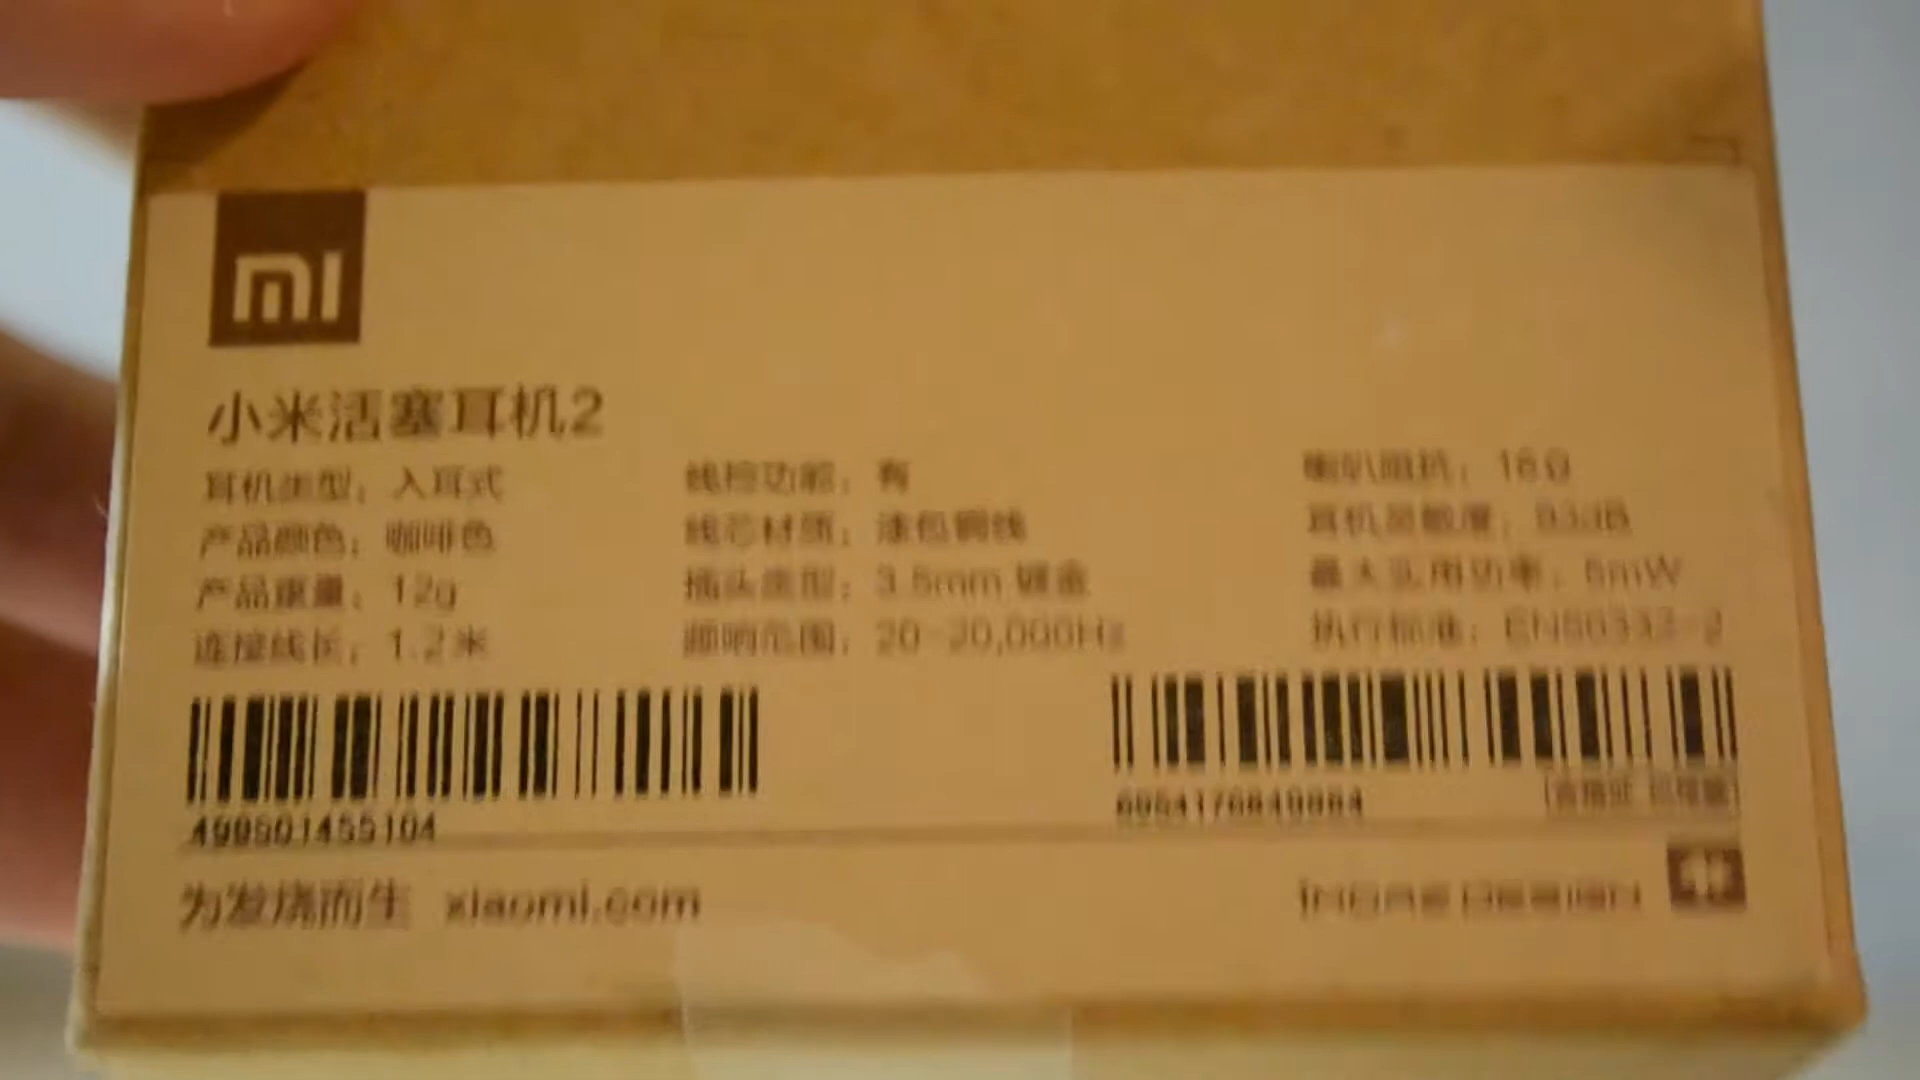 mi
小米活塞耳机2
耳机类型：入耳式
产品颜色：咖啡色
产品重量：12g
连接线长：1.2米
线控功能：有
线芯材质：漆包铜线
插头类型：3.5mm 镀金
频响范围：20-20,000Hz
喇叭阻抗：16Ω
耳机灵敏度：93dB
最大实用功率：5mW
执行标准：EN50332-2
499801455104
为发烧而生 xiaomi.com